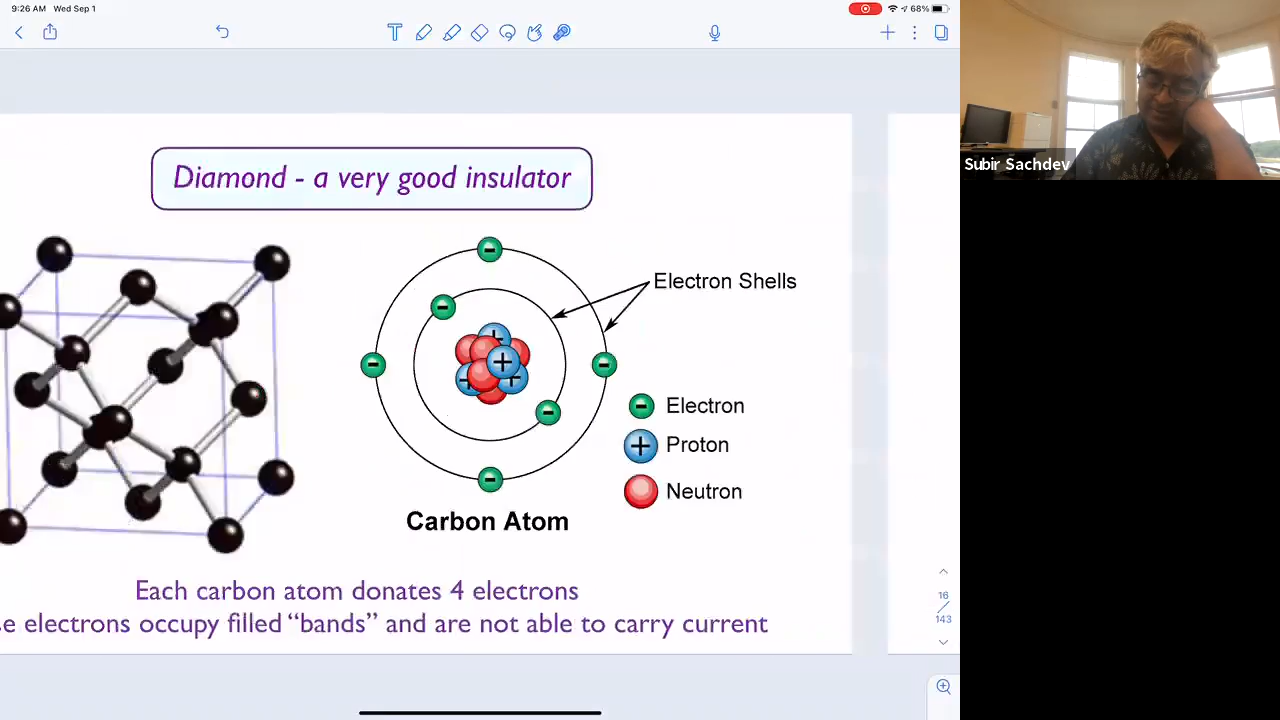 9:26 AM Wed Sep 1
68%
T
Subir Sachdev
Diamond - a very good insulator
Electron Shells
Electron
Proton
Neutron
Carbon Atom
Each carbon atom donates 4 electrons
electrons occupy filled “bands” and are not able to carry current
16
143